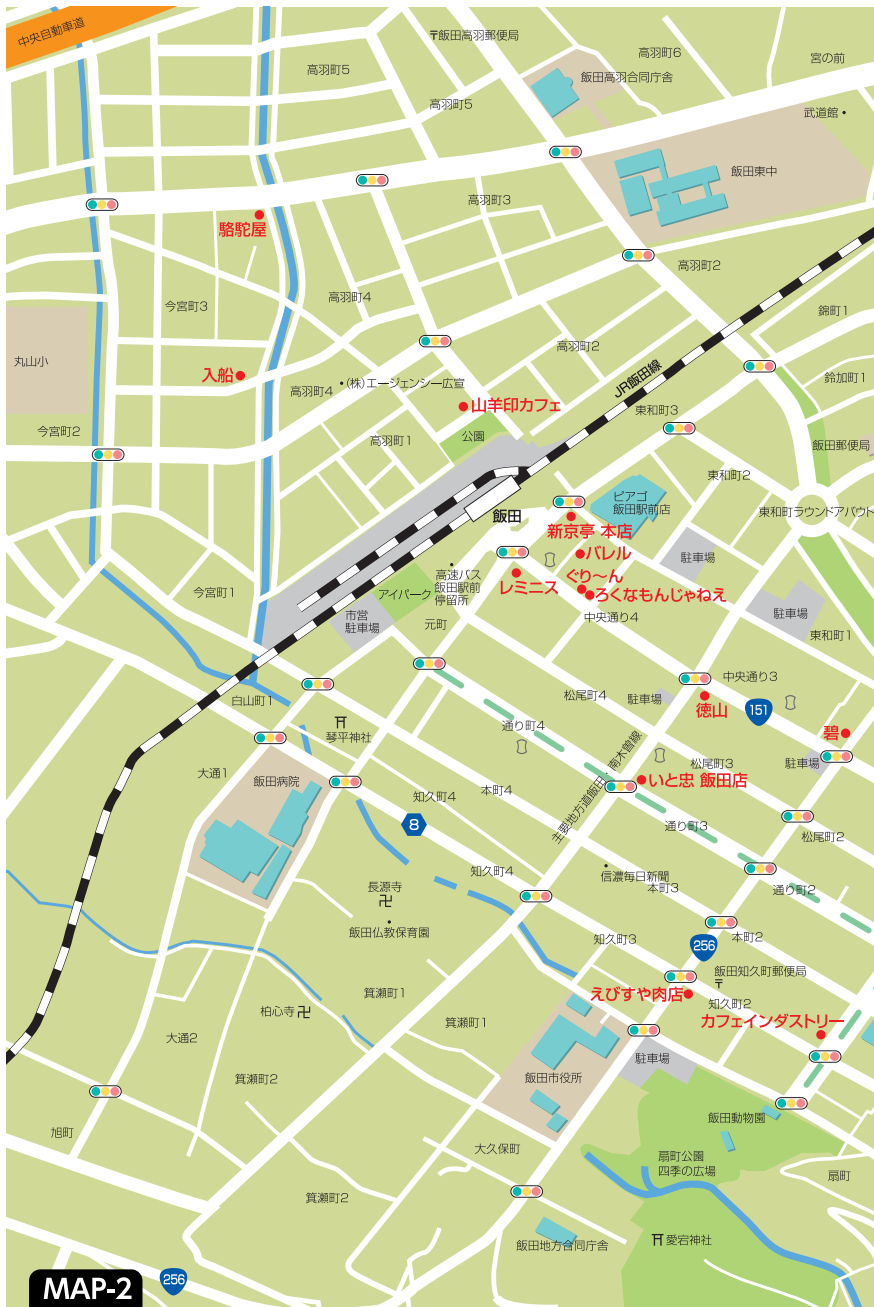 中央自動車道
〒飯田高羽郵便局
高羽町6
宮の前
高羽町5
飯田高羽合同庁舎
高羽町5
武道館
飯田東中
高羽町3
駱駝屋
高羽町2
高羽町4
今宮町3
錦町1
高羽町2
丸山小
JR飯田線
入船
鈴加町1
高羽町4
(株)エージェンシー広宣
山羊印カフェ
東和町3
今宮町2
高羽町1
公園
飯田郵便局
東和町2
ピアゴ
飯田駅前店
飯田
東和町ラウンドアバウト
新京亭 本店
バレル
駐車場
高速バス
飯田駅前
停留所
レミニス
ぐり〜ん
ろくなもんじゃねえ
今宮町1
アイパーク
市営
駐車場
元町
中央通り4
駐車場
東和町1
中央通り3
白山町1
松尾町4
駐車場
徳山
151
琴平神社
通り町4
碧
主要地方道飯田・南木曽線
松尾町3
駐車場
大通1
飯田病院
いと忠 飯田店
本町4
知久町4
8
通り町3
松尾町2
知久町4
信濃毎日新聞
本町3
通り町2
長源寺
卍
飯田仏教保育園
知久町3
本町2
256
飯田知久町郵便局
〒
えびすや肉店
知久町2
箕瀬町1
柏心寺卍
箕瀬町1
カフェインダストリー
大通2
駐車場
箕瀬町2
飯田市役所
飯田動物園
旭町
大久保町
扇町公園
四季の広場
扇町
箕瀬町2
飯田地方合同庁舎
愛宕神社
256
MAP-2